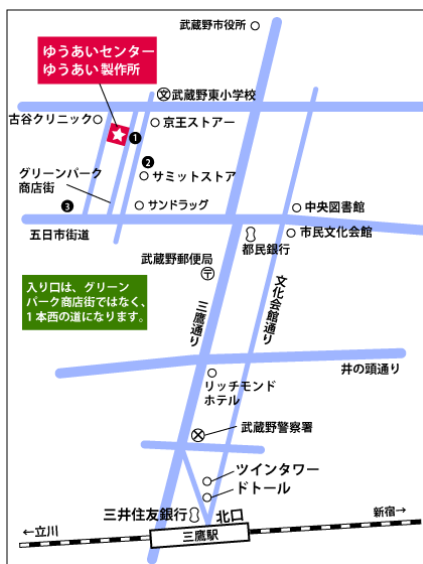 武蔵野市役所
ゆうあいセンター
ゆうあい製作所
武蔵野東小学校
古谷クリニック
京王ストアー
❶
❷
グリーンパーク
商店街
サミットストア
❸
サンドラッグ
中央図書館
五日市街道
市民文化会館
都民銀行
武蔵野郵便局
入り口は、グリーン
パーク商店街ではなく、
1本西の道になります。
三鷹通り
文化会館通り
井の頭通り
リッチモンド
ホテル
武蔵野警察署
ツインタワー
ドトール
三井住友銀行
北口
新宿→
←立川
三鷹駅